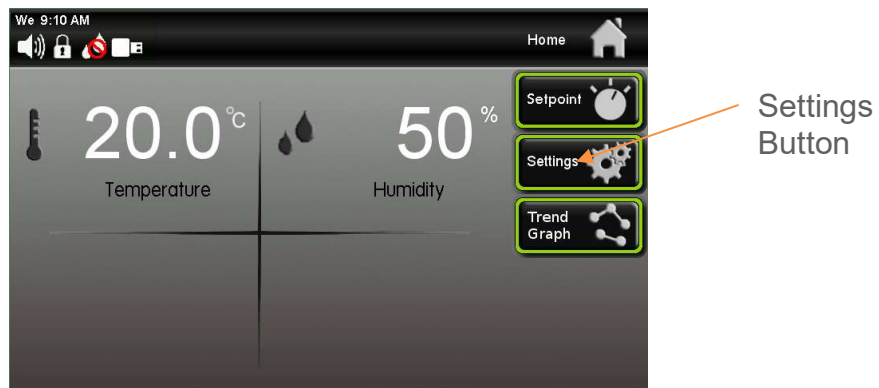 We 9:10 AM
Home
Setpoint
20.0°C
50%
Settings
Settings
Button
Temperature
Humidity
Trend
Graph